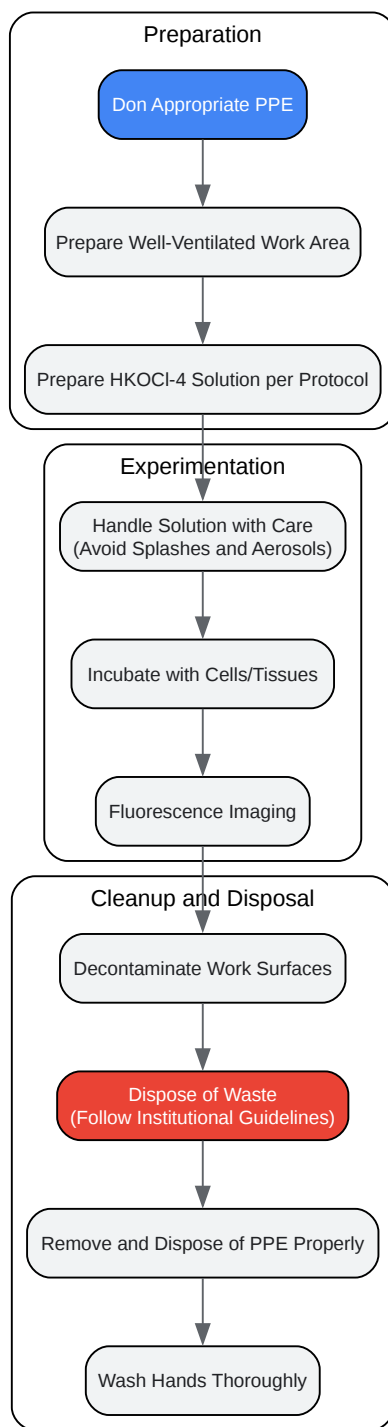 Preparation
Don Appropriate PPE
Prepare Well-Ventilated Work Area
Prepare HKOCl-4 Solution per Protocol
Experimentation
Handle Solution with Care
(Avoid Splashes and Aerosols)
Incubate with Cells/Tissues
Fluorescence Imaging
Cleanup and Disposal
Decontaminate Work Surfaces
Dispose of Waste
(Follow Institutional Guidelines)
Remove and Dispose of PPE Properly
Wash Hands Thoroughly